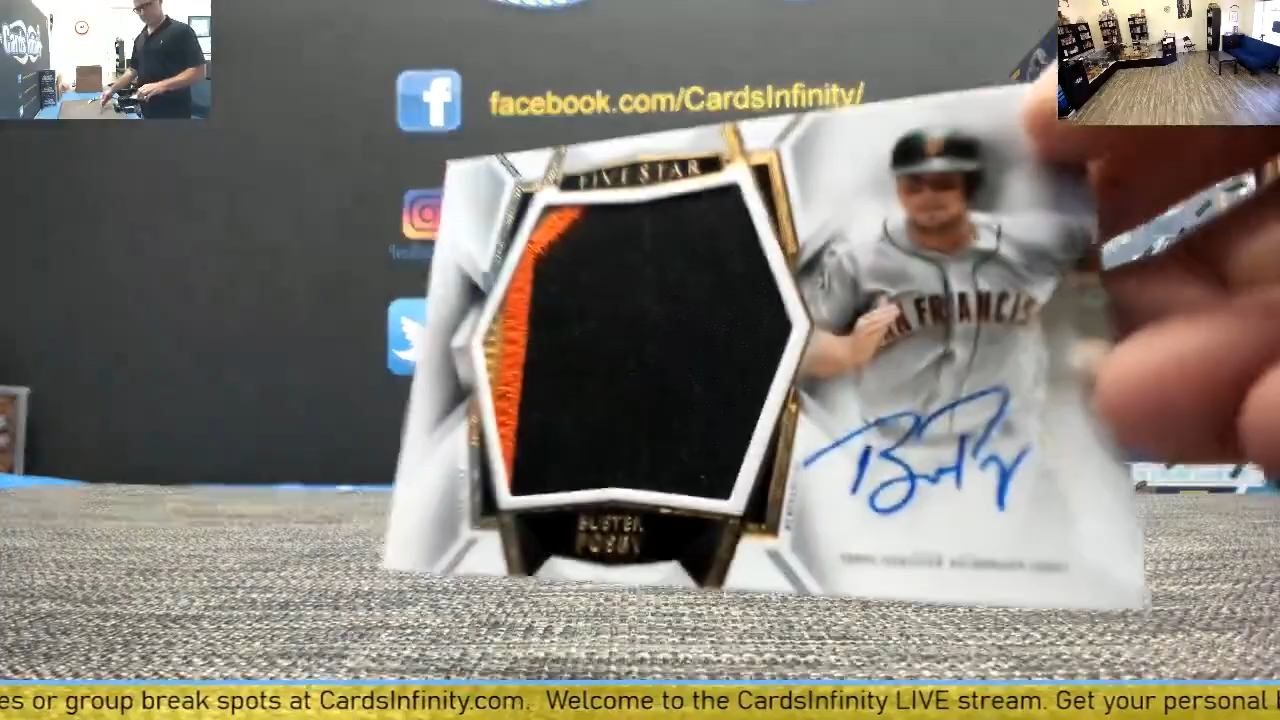 facebook.com/CardsInfinity/
FIVE STAR
SAN FRANCIS
BUSTER
POSEY
es or group break spots at CardsInfinity.com. Welcome to the CardsInfinity LIVE stream. Get your personal